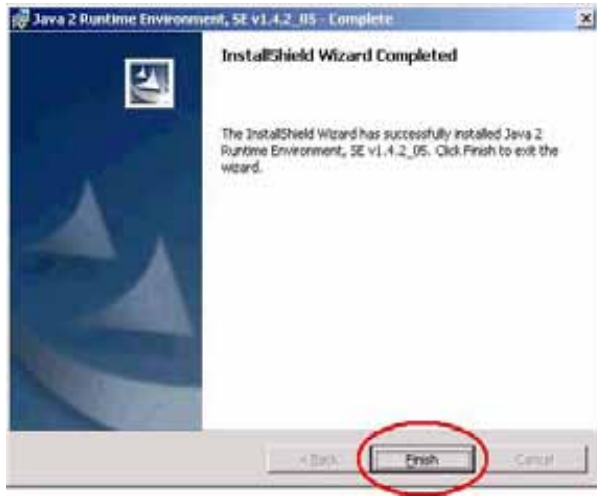 Java 2 Runtime Environment, SE v1.4.2_05 - Complete
InstallShield Wizard Completed
The InstallShield Wizard has successfully installed Java 2
Runtime Environment, SE v1.4.2_05. Click Finish to exit the
wizard.
< Back
Finish
Cancel